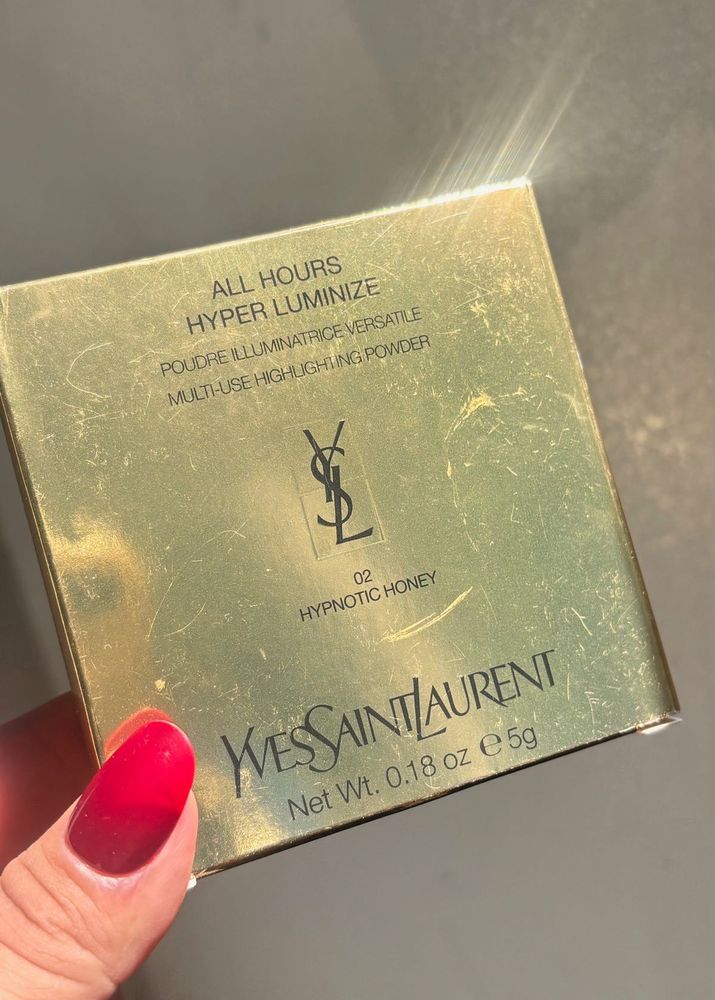 ALL HOURS
HYPER LUMINIZE
POUDRE ILLUMINATRICE VERSATILE
MULTI-USE HIGHLIGHTING POWDER
YSL
02
HYPNOTIC HONEY
YVESSAINTLAURENT
Net Wt. 0.18 oz ℮ 5g